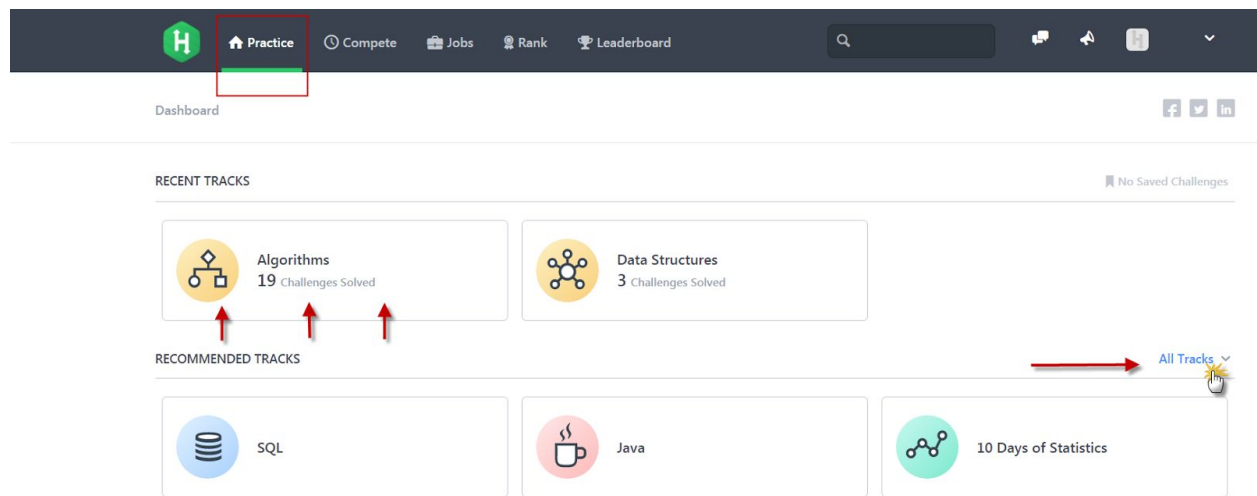 Practice Compete Jobs Rank Leaderboard
Dashboard
RECENT TRACKS No Saved Challenges
Algorithms
19 Challenges Solved
Data Structures
3 Challenges Solved
RECOMMENDED TRACKS All Tracks
SQL
Java
10 Days of Statistics